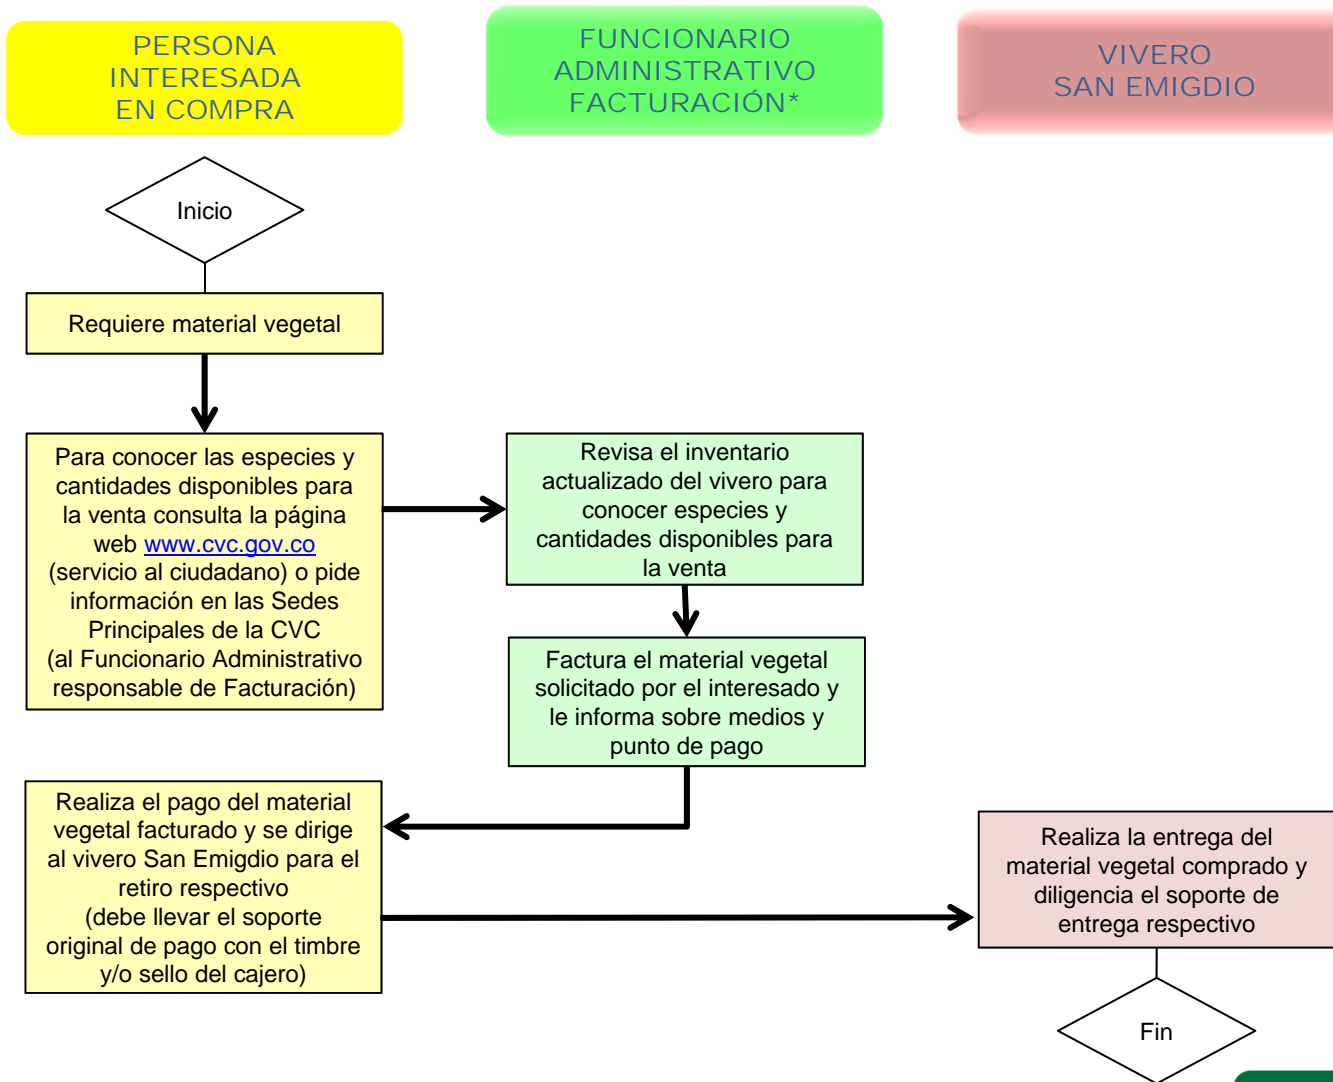 PERSONA
INTERESADA
EN COMPRA
FUNCIONARIO
ADMINISTRATIVO
FACTURACIÓN*
VIVERO
SAN EMIGDIO
Inicio
Requiere material vegetal
Para conocer las especies y
cantidades disponibles para
la venta consulta la página
web www.cvc.gov.co
(servicio al ciudadano) o pide
información en las Sedes
Principales de la CVC
(al Funcionario Administrativo
responsable de Facturación)
Revisa el inventario
actualizado del vivero para
conocer especies y
cantidades disponibles para
la venta
Factura el material vegetal
solicitado por el interesado y
le informa sobre medios y
punto de pago
Realiza el pago del material
vegetal facturado y se dirige
al vivero San Emigdio para el
retiro respectivo
(debe llevar el soporte
original de pago con el timbre
y/o sello del cajero)
Realiza la entrega del
material vegetal comprado y
diligencia el soporte de
entrega respectivo
Fin